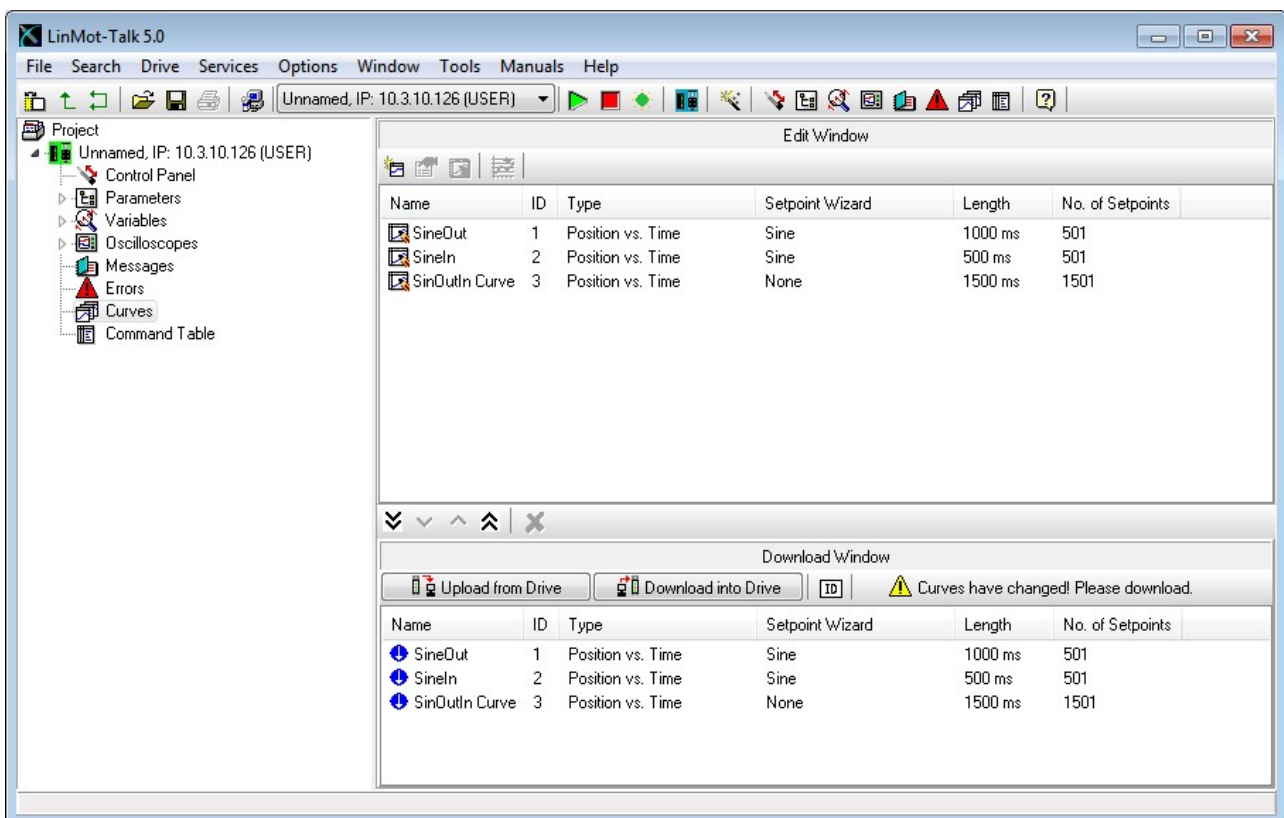 LinMot-Talk 5.0
File Search Drive Services Options Window Tools Manuals Help
Unnamed, IP: 10.3.10.126 (USER)
Project
Unnamed, IP: 10.3.10.126 (USER)
Control Panel
Parameters
Variables
Oscilloscopes
Messages
Errors
Curves
Command Table
Edit Window
Name ID Type Setpoint Wizard Length No. of Setpoints
SineOut 1 Position vs. Time Sine 1000 ms 501
SineIn 2 Position vs. Time Sine 500 ms 501
SinOutIn Curve 3 Position vs. Time None 1500 ms 1501
Download Window
Upload from Drive Download into Drive ID Curves have changed! Please download.
Name ID Type Setpoint Wizard Length No. of Setpoints
SineOut 1 Position vs. Time Sine 1000 ms 501
SineIn 2 Position vs. Time Sine 500 ms 501
SinOutIn Curve 3 Position vs. Time None 1500 ms 1501